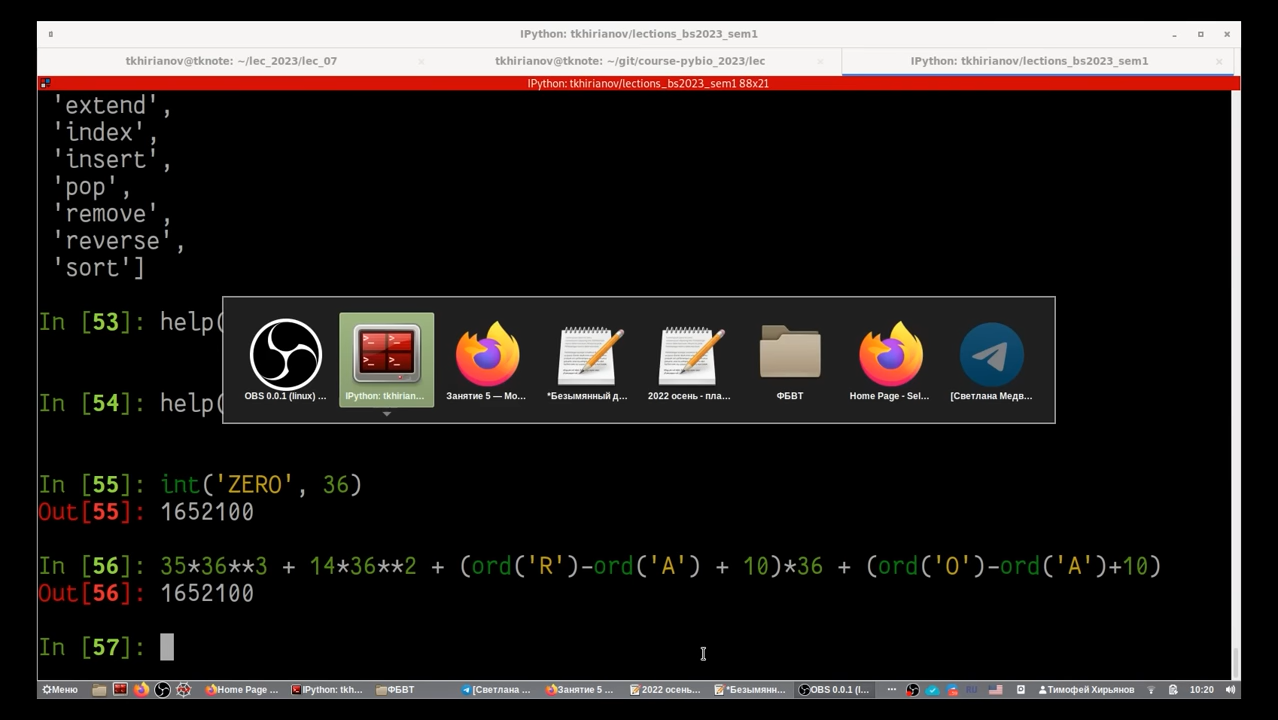 IPython: tkhirianov/lections_bs2023_sem1
tkhirianov@tknote: ~/lec_2023/lec_07
tkhirianov@tknote: ~/git/course-pybio_2023/lec
IPython: tkhirianov/lections_bs2023_sem1
IPython: tkhirianov/lections_bs2023_sem1 88x21
'extend',
'index',
'insert',
'pop',
'remove',
'reverse',
'sort']
In [53]: help(
OBS 0.0.1 (linux) ...
IPython: tkhirian...
Занятие 5 — Mo...
*Безымянный д...
2022 осень - пла...
ФБВТ
Home Page - Sel...
[Светлана Медв...
In [54]: help(
In [55]: int('ZERO', 36)
Out[55]: 1652100
In [56]: 35*36**3 + 14*36**2 + (ord('R')-ord('A') + 10)*36 + (ord('O')-ord('A')+10)
Out[56]: 1652100
In [57]:
Меню
Home Page ...
IPython: tkh...
ФБВТ
[Светлана ...
Занятие 5 ...
2022 осень...
*Безымянн...
OBS 0.0.1 (l...
RU
Тимофей Хирьянов
10:20